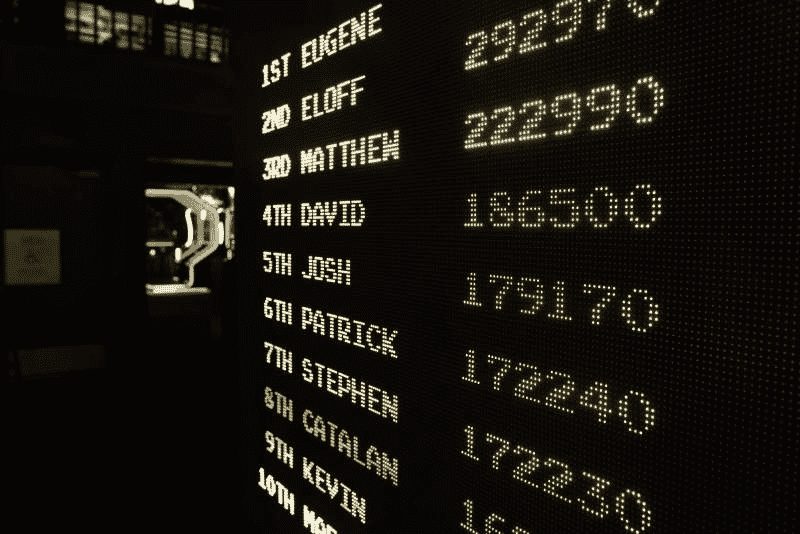 1ST EUGENE
2ND ELOFF 292970
3RD MATTHEW 222990
4TH DAVID 186500
5TH JOSH 179170
6TH PATRICK 172240
7TH STEPHEN 172230
8TH CATALAN
9TH KEVIN
10TH